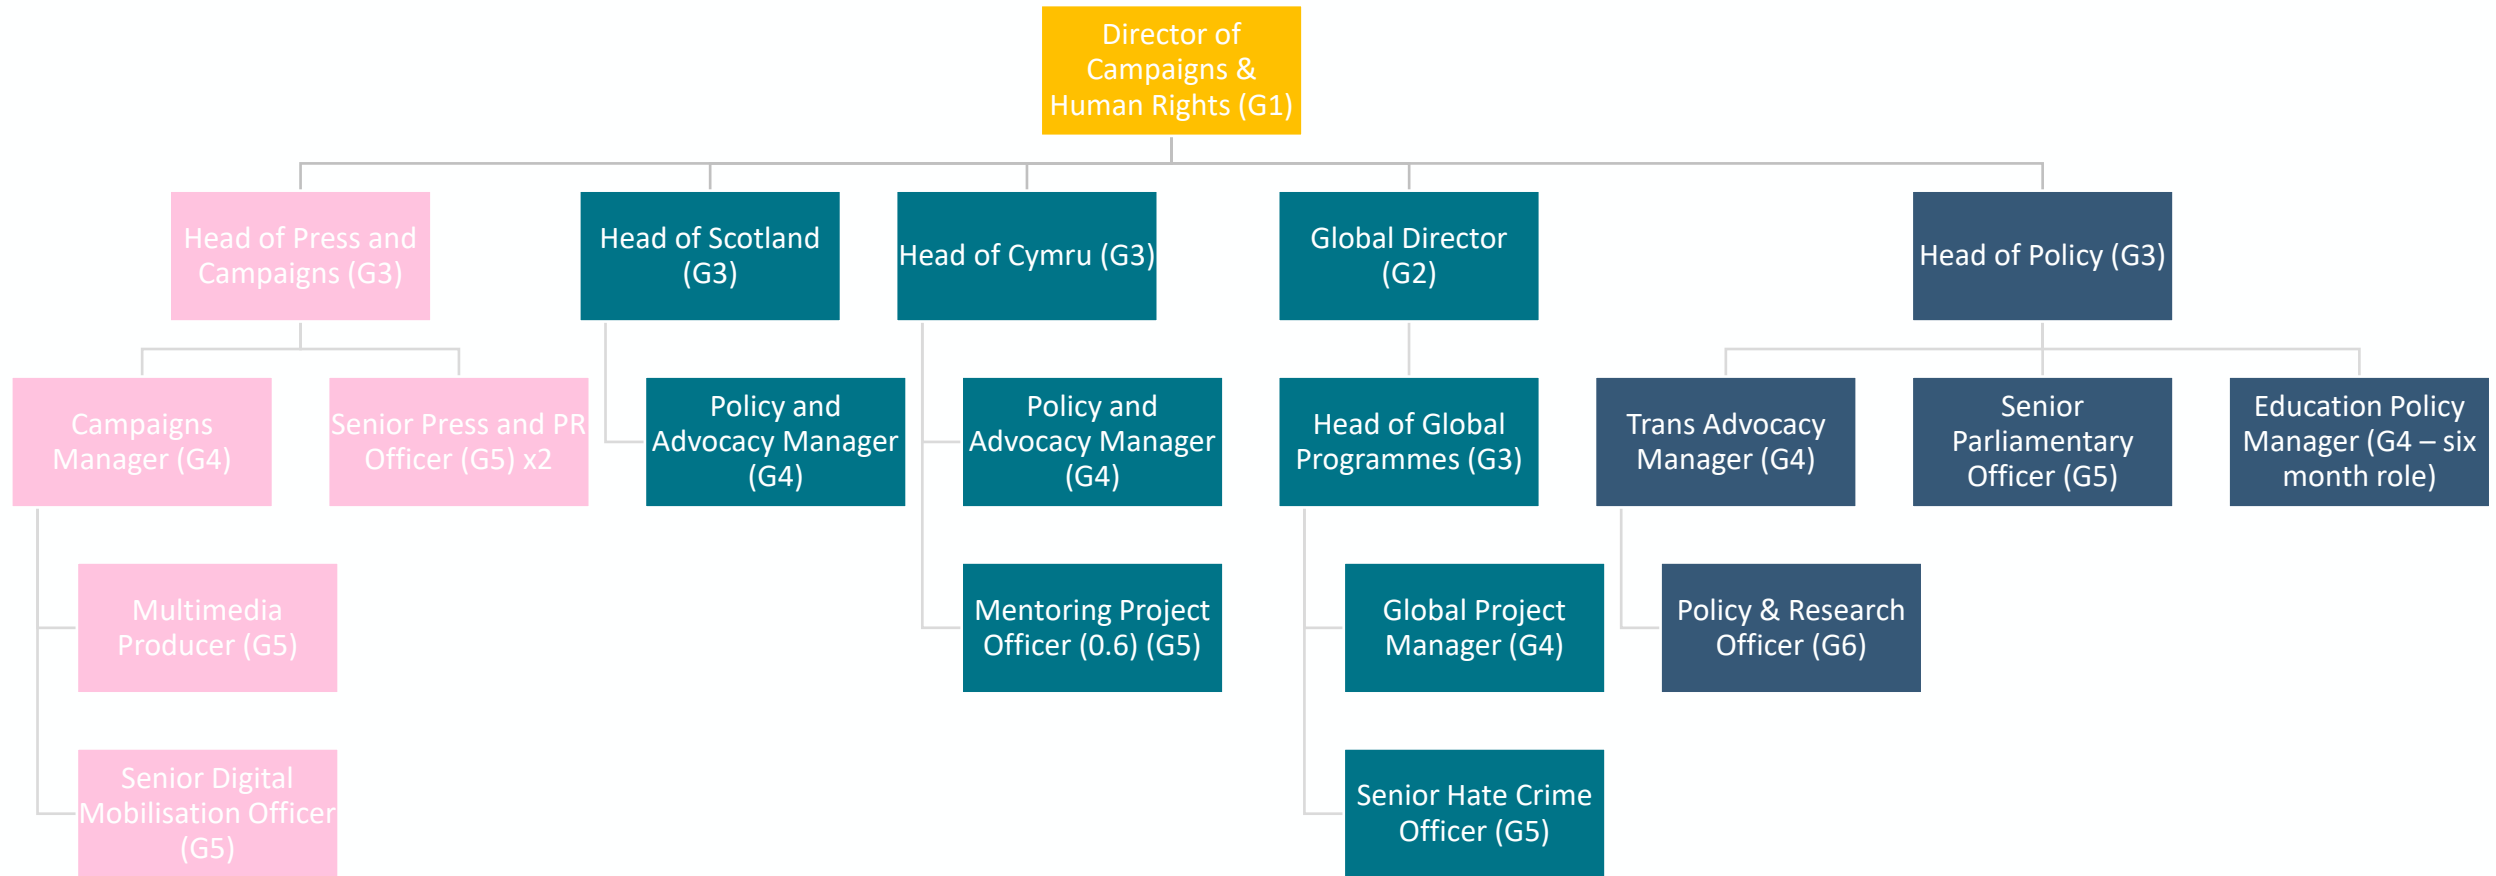 Director of
Campaigns &
Human Rights (G1)
Head of Press and
Campaigns (G3)
Head of Scotland
(G3)
Head of Cymru (G3)
Global Director
(G2)
Head of Policy (G3)
Campaigns
Manager (G4)
Senior Press and PR
Officer (G5) x2
Policy and
Advocacy Manager
(G4)
Policy and
Advocacy Manager
(G4)
Head of Global
Programmes (G3)
Trans Advocacy
Manager (G4)
Senior
Parliamentary
Officer (G5)
Education Policy
Manager (G4 – six
month role)
Multimedia
Producer (G5)
Mentoring Project
Officer (0.6) (G5)
Global Project
Manager (G4)
Policy & Research
Officer (G6)
Senior Digital
Mobilisation Officer
(G5)
Senior Hate Crime
Officer (G5)